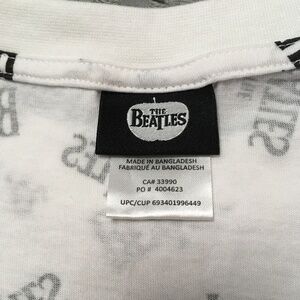 THE
BEATLES
MADE IN BANGLADESH
FABRIQUÉ AU BANGLADESH
CA# 33990
PO # 4004623
UPC/CUP 693401996449